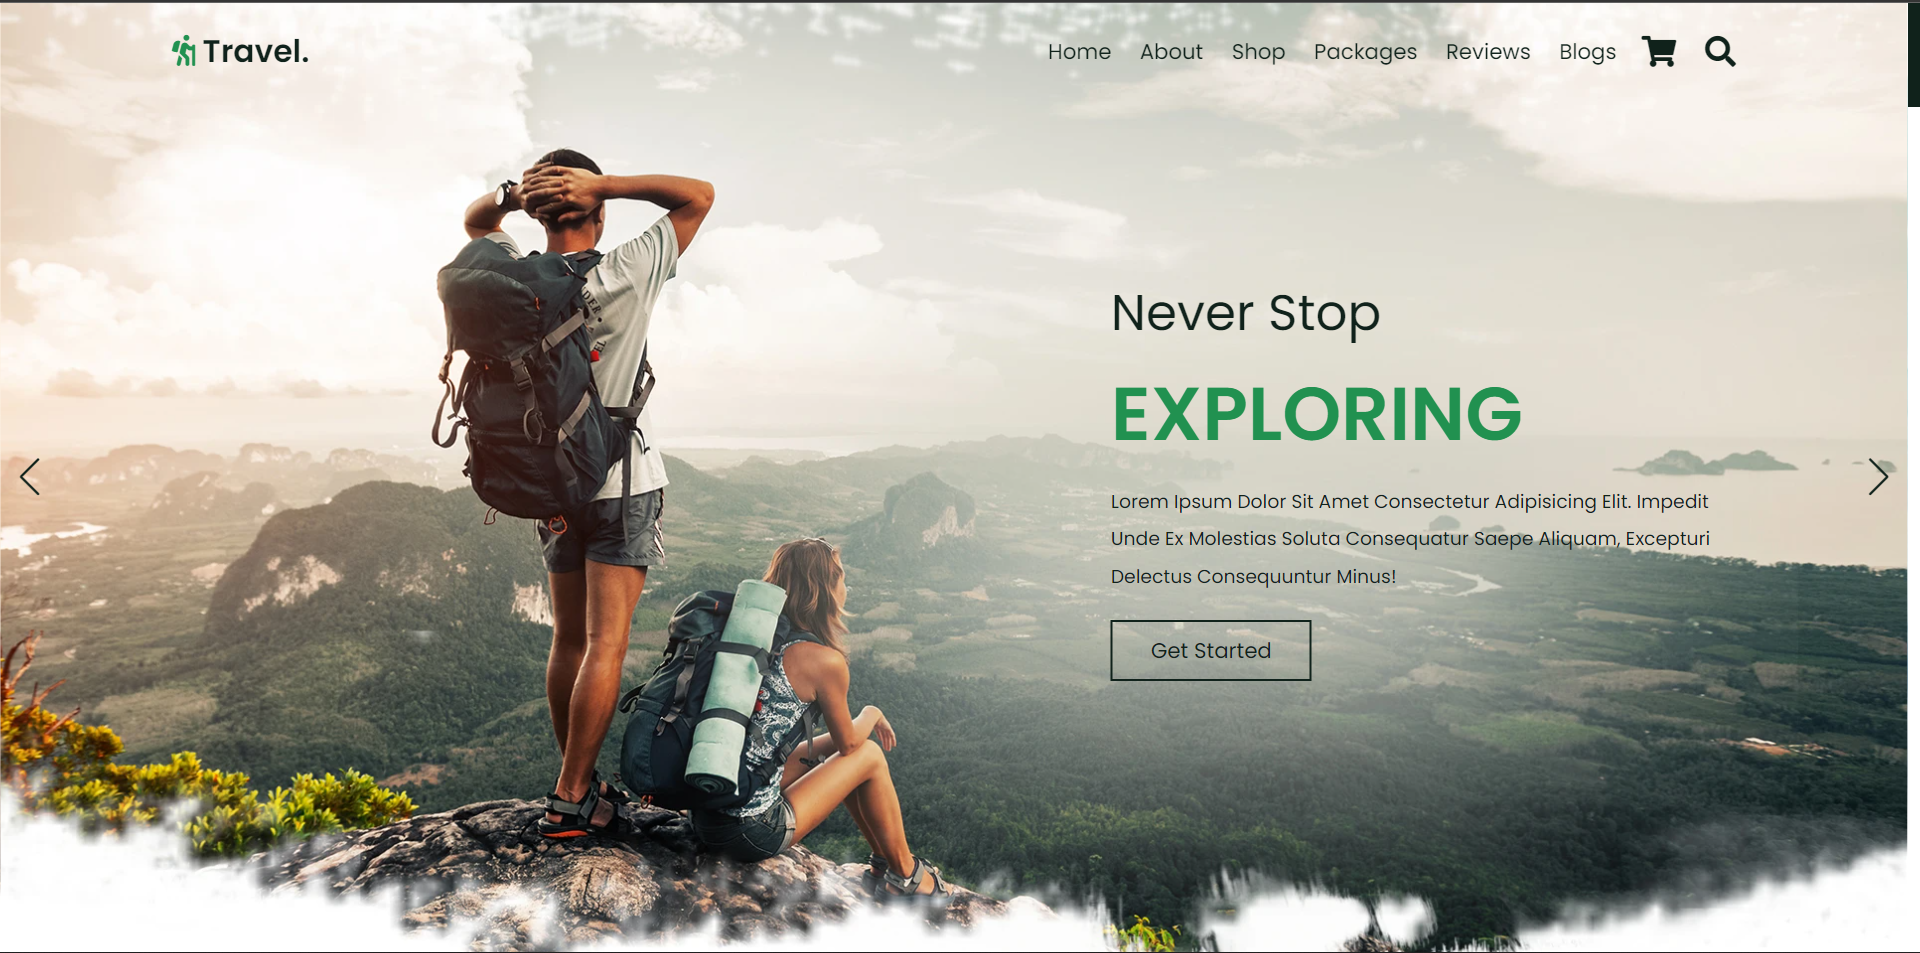 Travel.
Home About Shop Packages Reviews Blogs
Never Stop
EXPLORING
Lorem Ipsum Dolor Sit Amet Consectetur Adipisicing Elit. Impedit
Unde Ex Molestias Soluta Consequatur Saepe Aliquam, Excepturi
Delectus Consequuntur Minus!
Get Started